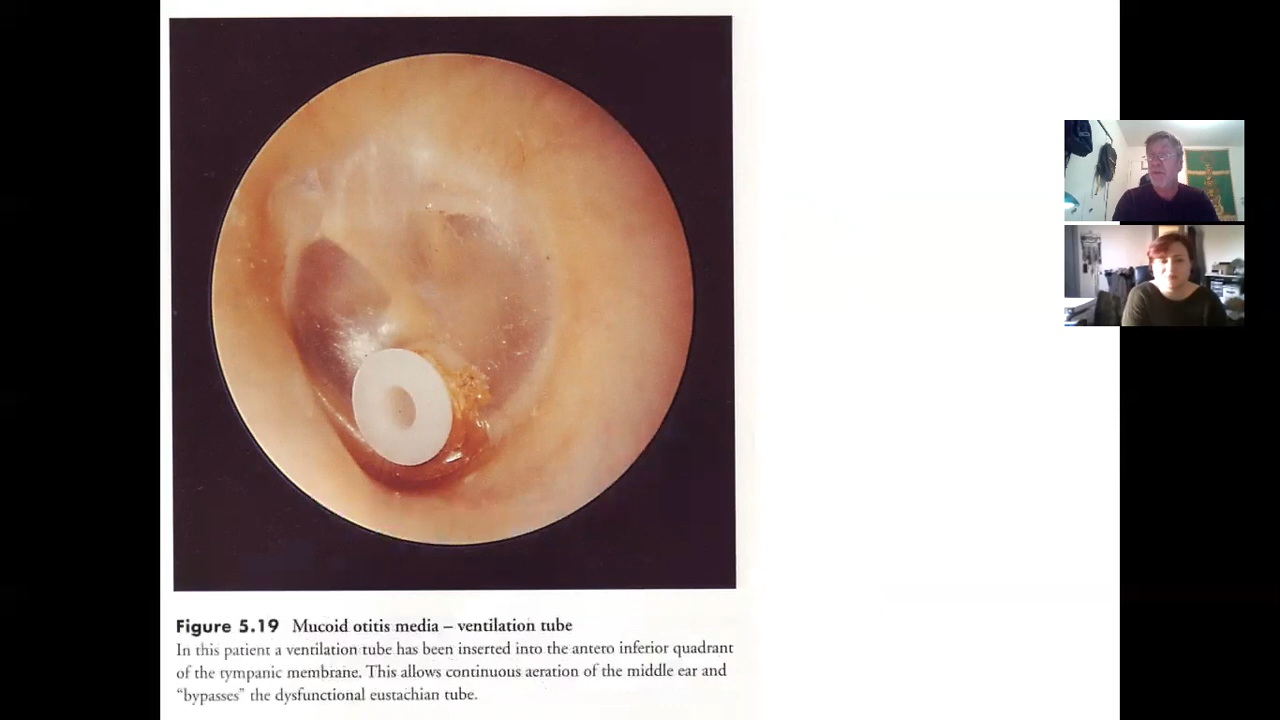 Figure 5.19 Mucoid otitis media – ventilation tube
In this patient a ventilation tube has been inserted into the antero inferior quadrant
of the tympanic membrane. This allows continuous aeration of the middle ear and
“bypasses” the dysfunctional eustachian tube.